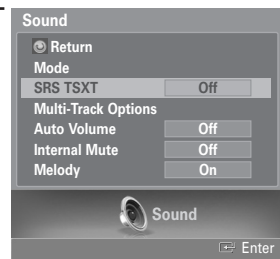 Sound
Return
Mode
SRS TSXT Off
Multi-Track Options
Auto Volume Off
Internal Mute Off
Melody On
Sound
Enter